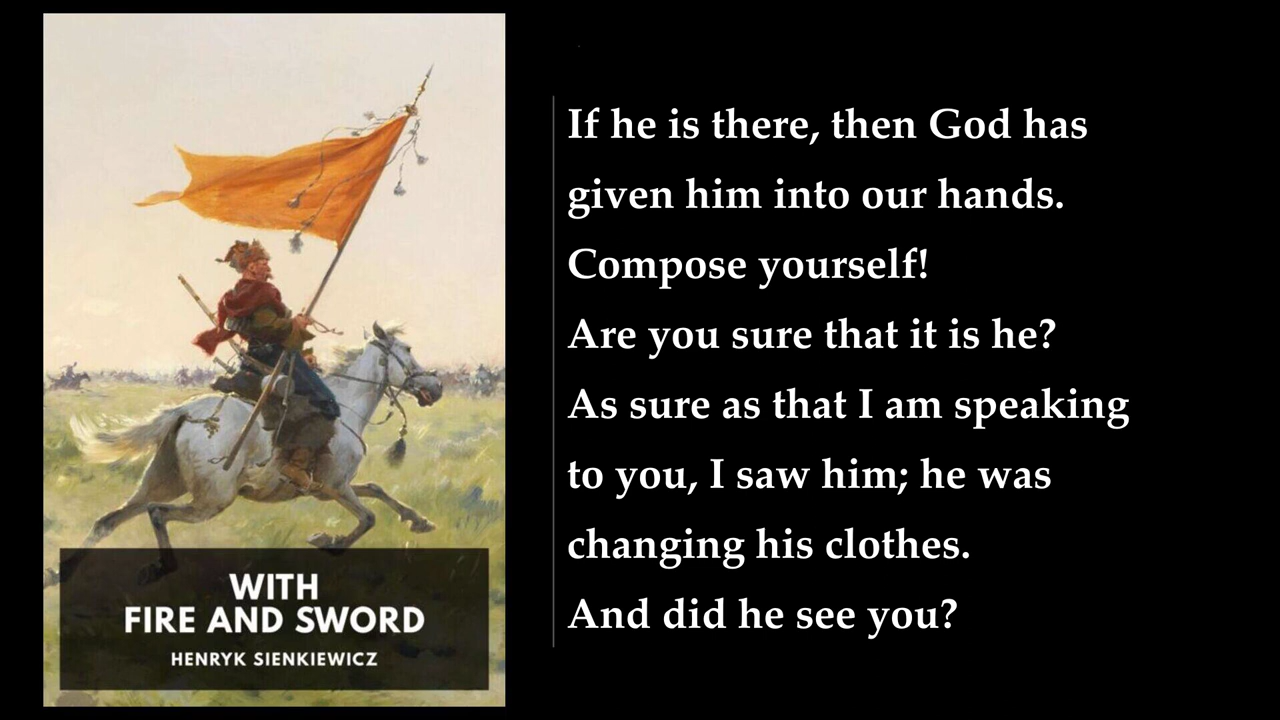 WITH
FIRE AND SWORD
HENRYK SIENKIEWICZ
If he is there, then God has
given him into our hands.
Compose yourself!
Are you sure that it is he?
As sure as that I am speaking
to you, I saw him; he was
changing his clothes.
And did he see you?